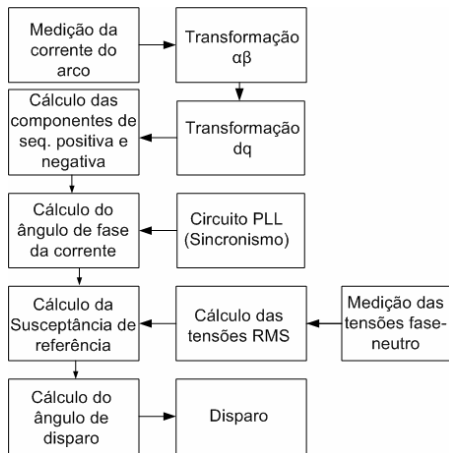 Medição da
corrente do
arco
Transformação
αβ
Cálculo das
componentes de
seq. positiva e
negativa
Transformação
dq
Cálculo do
ângulo de fase
da corrente
Circuito PLL
(Sincronismo)
Cálculo da
Susceptância de
referência
Cálculo das
tensões RMS
Medição das
tensões fase-
neutro
Cálculo do
ângulo de
disparo
Disparo